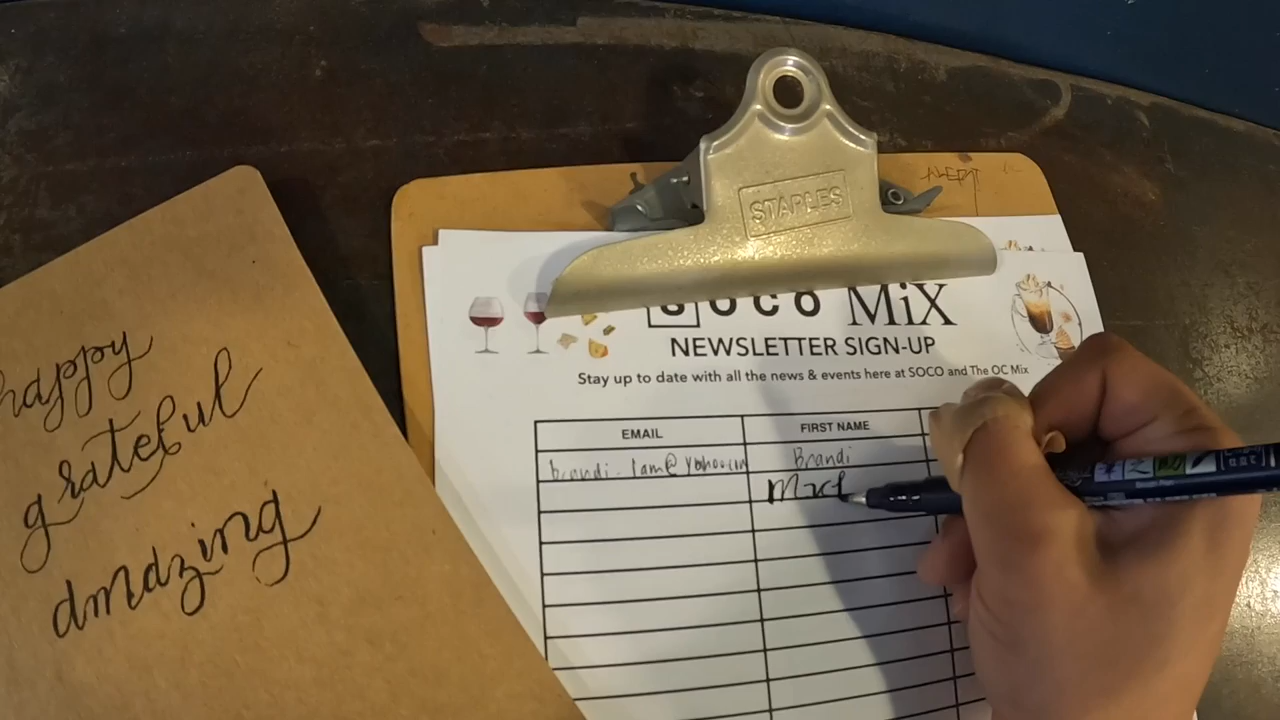 STAPLES
SOCO MiX
NEWSLETTER SIGN-UP
Stay up to date with all the news & events here at SOCO and The OC Mix
EMAIL FIRST NAME
Brandi
happy
grateful
amazing